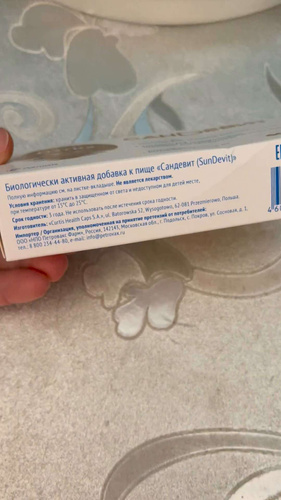 Биологически активная добавка к пище «Сандевит (SunDevit)»
Полную информацию см. на листке-вкладыше. Не является лекарством.
Условия хранения: хранить в защищенном от света и недоступном для детей месте,
при температуре от 15°С до 25°С.
Срок годности: 3 года. Не использовать после истечения срока годности.
Изготовитель: «Curtis Health Caps S.A.», ul. Batorowska 52, Wysogotowo, 62-081 Przezmierowo, Польша
Импортер / Организация, уполномоченная на принятие претензий от потребителей:
ООО «НПО Петровакс Фарм», Россия, 142143, Московская обл., г. Подольск, с. Покров, ул. Сосновая, д. 1
тел.: 8 800 234-44-80, e-mail: info@petrovax.ru